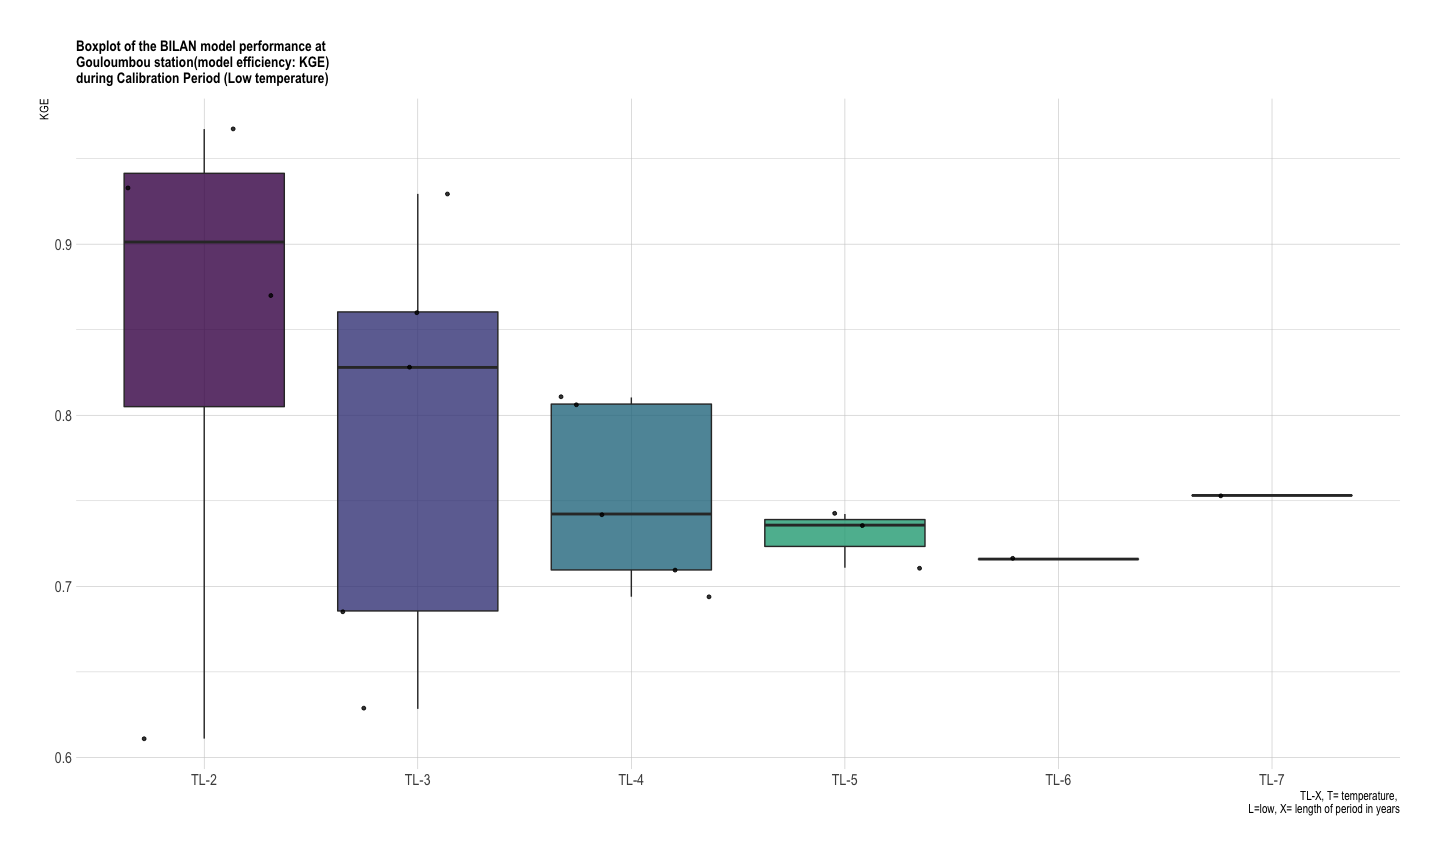 Boxplot of the BILAN model performance at
Gouloumbou station(model efficiency: KGE)
during Calibration Period (Low temperature)
KGE
0.9
0.8
0.7
0.6
TL-2 TL-3 TL-4 TL-5 TL-6 TL-7
TL-X, T= temperature,
L=low, X= length of period in years